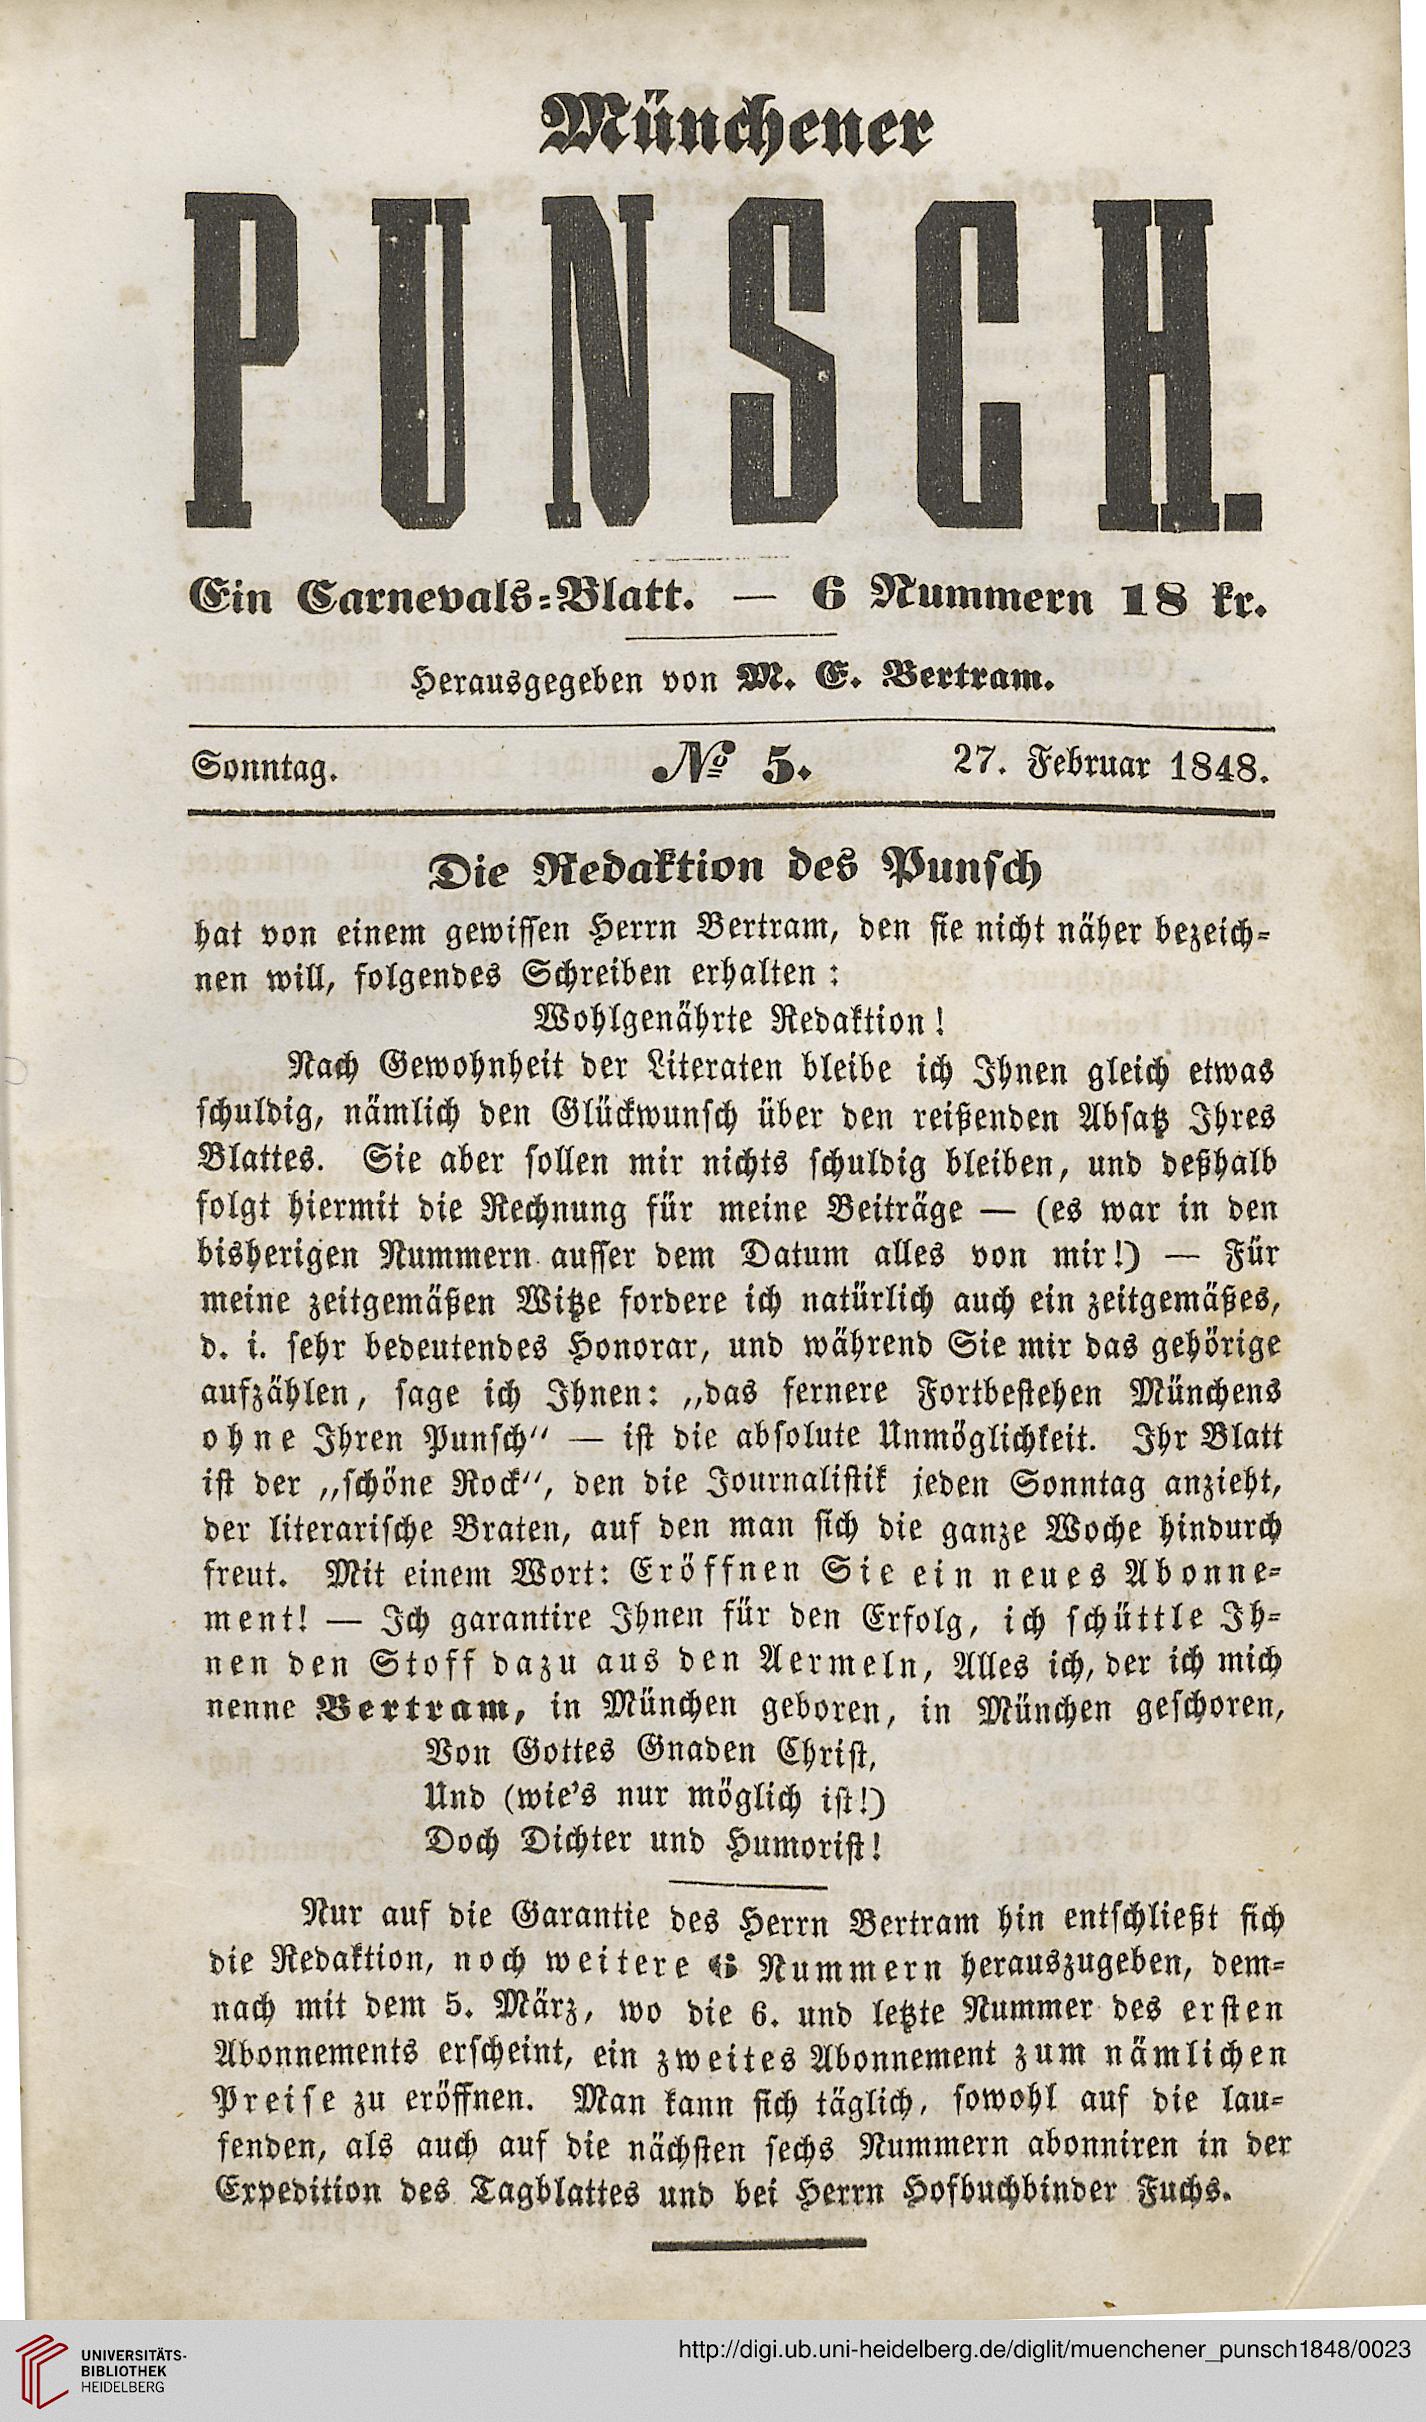 Münchener
PUNSCH.
Ein Carnevals-Blatt. — 6 Nummern 18 kr.
Herausgegeben von M. E. Bertram.
Sonntag. № 5. 27. Februar 1848.
Die Redaktion des Punsch
hat von einem gewissen Herrn Bertram, den sie nicht näher bezeich-
nen will, folgendes Schreiben erhalten:
Wohlgenährte Redaktion!
Nach Gewohnheit der Literaten bleibe ich Ihnen gleich etwas
schuldig, nämlich den Glückwunsch über den reißenden Absatz Ihres
Blattes. Sie aber sollen mir nichts schuldig bleiben, und deßhalb
folgt hiermit die Rechnung für meine Beiträge — (es war in den
bisherigen Nummern ausser dem Datum alles von mir!) — Für
meine zeitgemäßen Witze fordere ich natürlich auch ein zeitgemäßes,
d. i. sehr bedeutendes Honorar, und während Sie mir das gehörige
aufzählen, sage ich Ihnen: „das fernere Fortbestehen Münchens
ohne Ihren Punsch" — ist die absolute Unmöglichkeit. Ihr Blatt
ist der „schöne Rock", den die Journalistik jeden Sonntag anzieht,
der literarische Braten, auf den man sich die ganze Woche hindurch
freut. Mit einem Wort: Eröffnen Sie ein neues Abonne-
ment! — Ich garantire Ihnen für den Erfolg, ich schüttle Ih-
nen den Stoff dazu aus den Aermeln, Alles ich, der ich mich
nenne Bertram, in München geboren, in München geschoren,
Von Gottes Gnaden Christ,
Und (wie's nur möglich ist!)
Doch Dichter und Humorist!
Nur auf die Garantie des Herrn Bertram hin entschließt sich
die Redaktion, noch weitere 6 Nummern herauszugeben, dem-
nach mit dem 5. März, wo die 6. und letzte Nummer des ersten
Abonnements erscheint, ein zweites Abonnement zum nämlichen
Preise zu eröffnen. Man kann sich täglich, sowohl auf die lau-
fenden, als auch auf die nächsten sechs Nummern abonniren in der
Expedition des Tagblattes und bei Herrn Hofbuchbinder Fuchs.
UNIVERSITÄTS-
BIBLIOTHEK
HEIDELBERG
http://digi.ub.uni-heidelberg.de/diglit/muenchener_punsch1848/0023